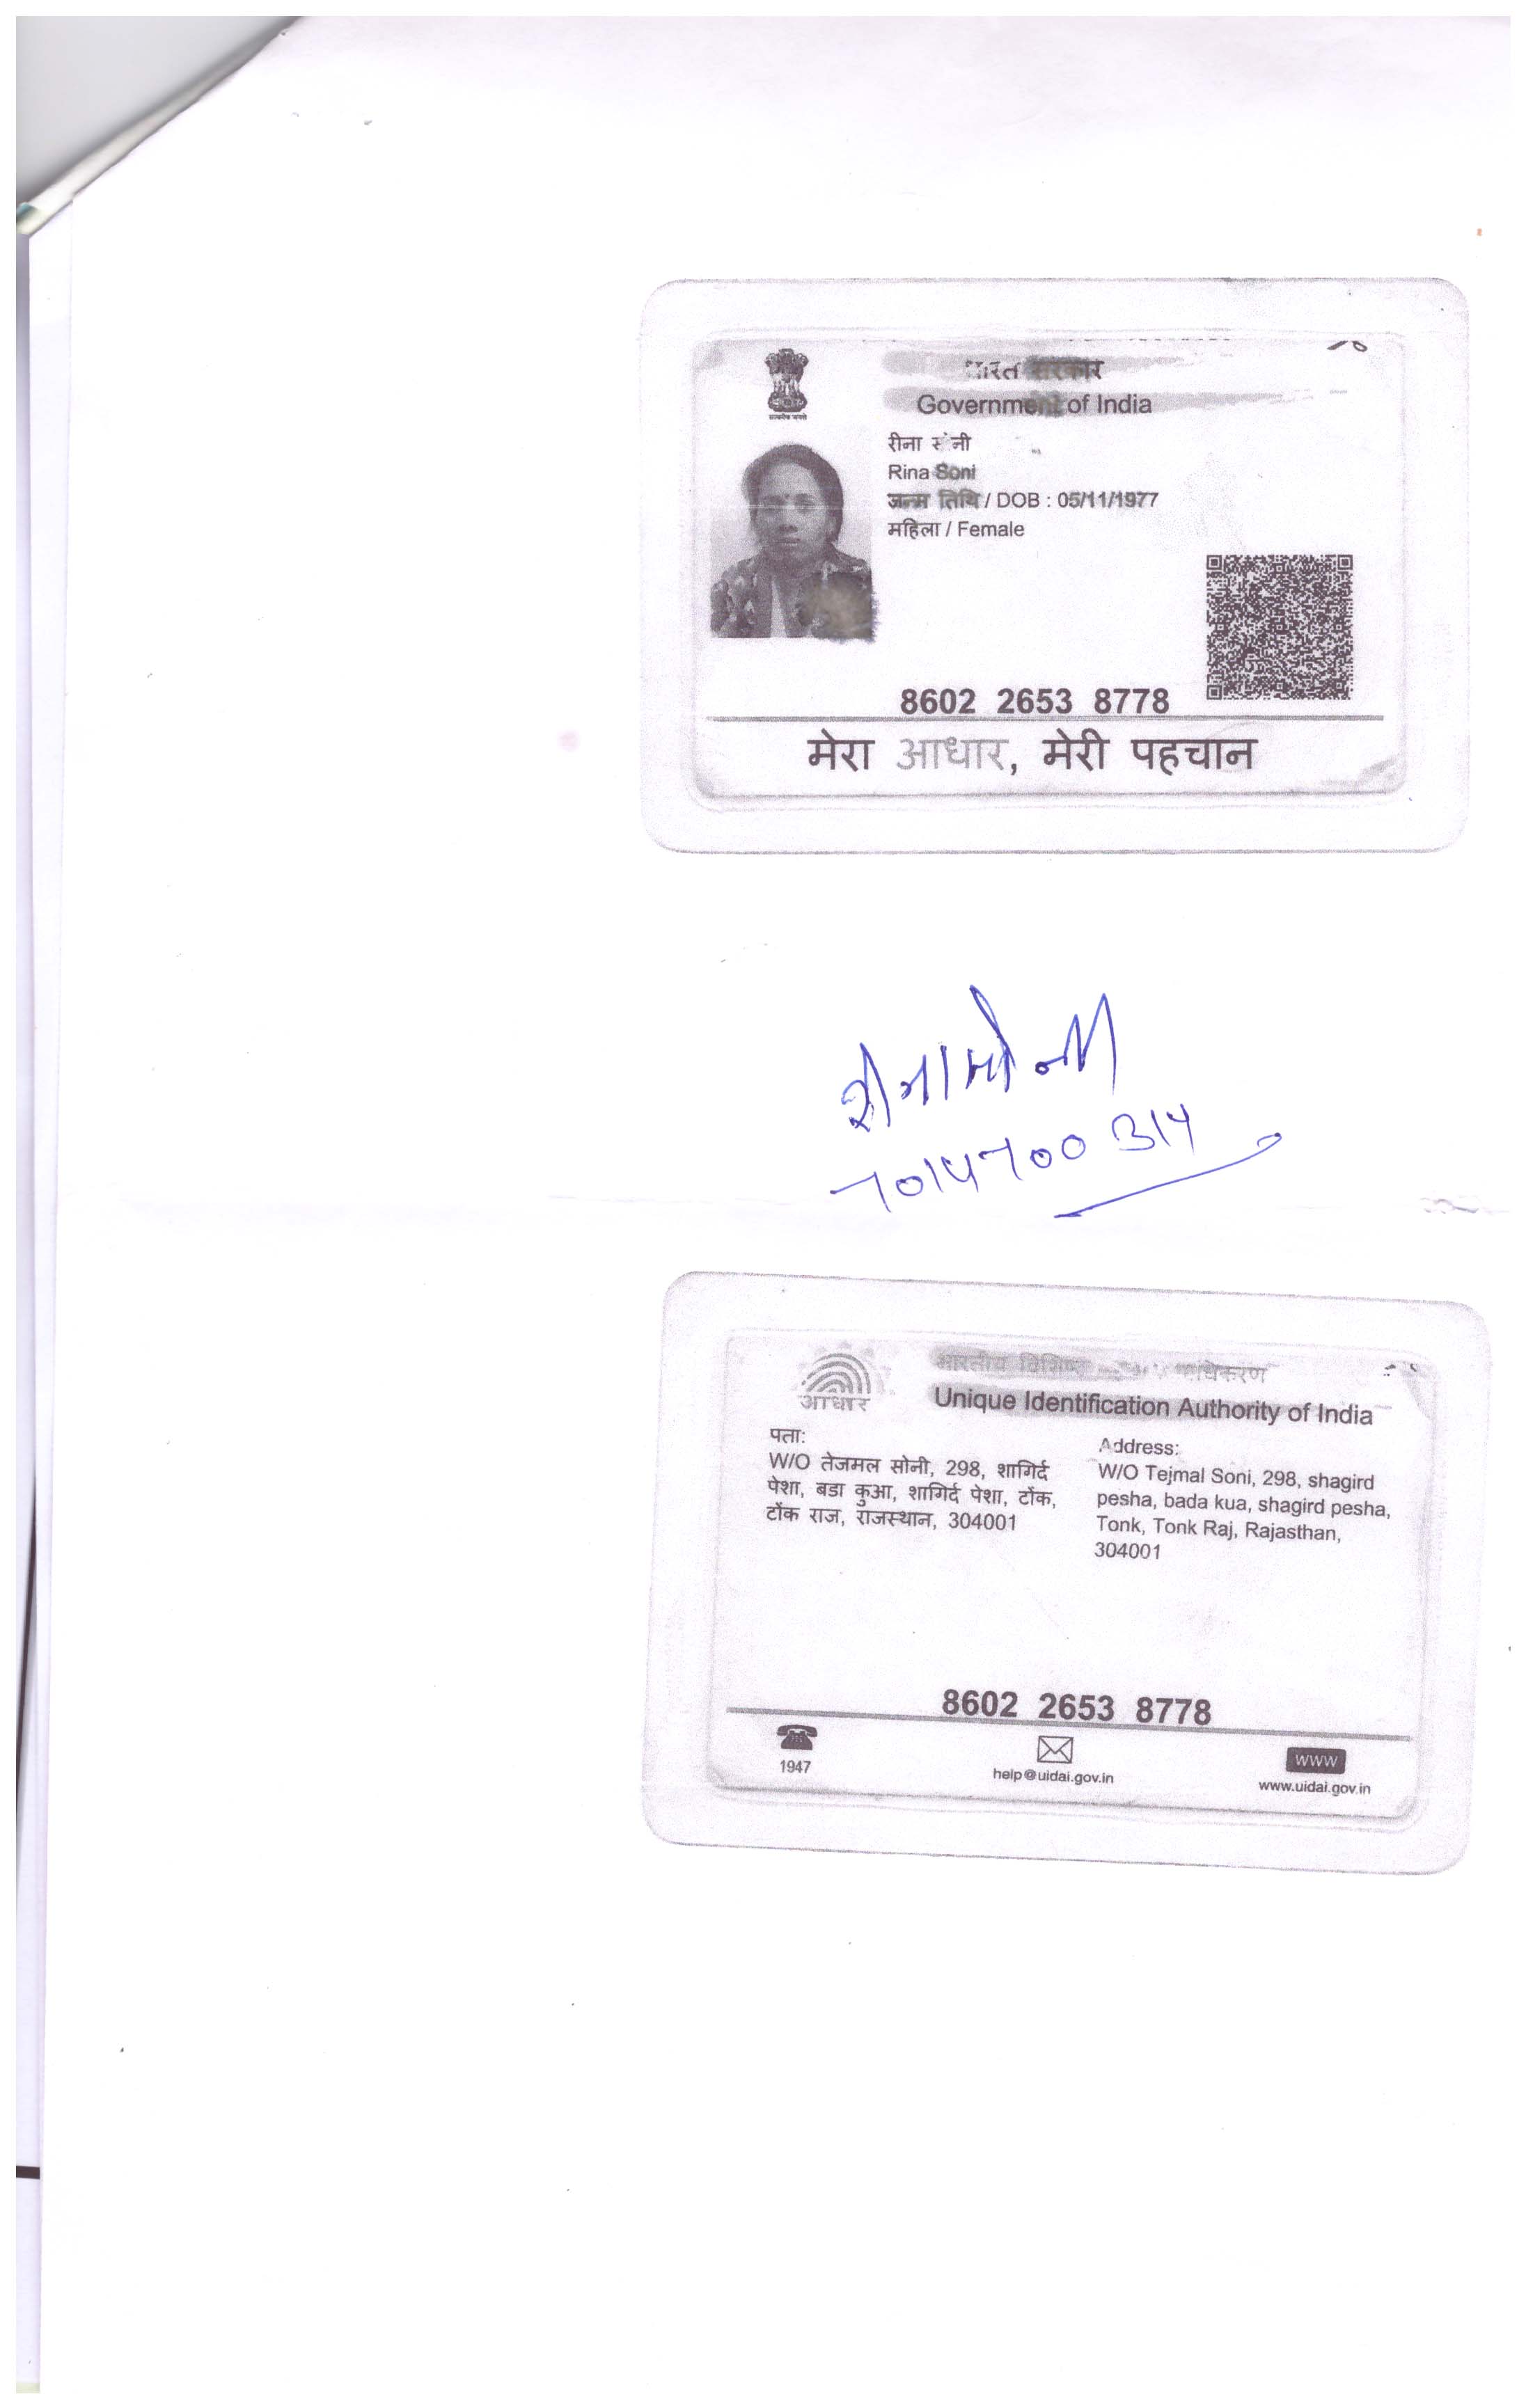 सरकार
Government of India
रीना
Rina Soni
जन्म तिथि / DOB : 05/11/1977
महिला / Female
8602 2653 8778
मेरा आधार, मेरी पहचान
रीना सोनी
7014700314
भारतीय
Unique Identification Authority of India
आधार
पता:
W/O तेजमल सोनी, 298, शागिर्द
पेशा, बडा कुआ, शागिर्द पेशा, टोंक,
टोंक राज, राजस्थान, 304001
Address:
W/O Tejmal Soni, 298, shagird
pesha, bada kua, shagird pesha,
Tonk, Tonk Raj, Rajasthan,
304001
8602 2653 8778
1947
help@uidai.gov.in
www
www.uidai.gov.in